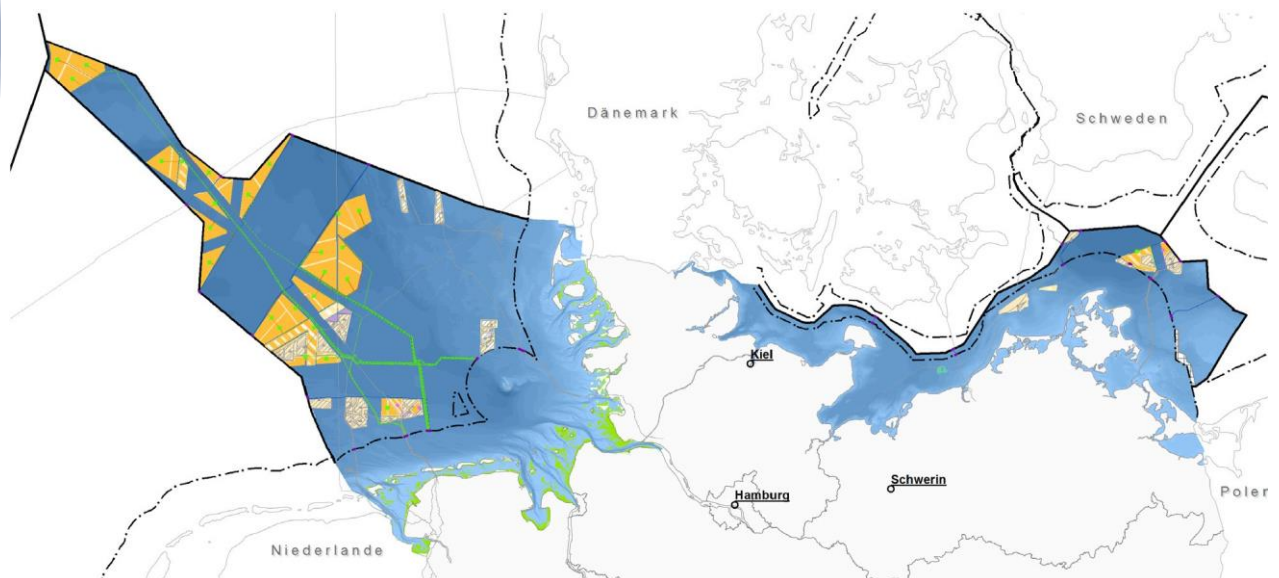 Dänemark
Schweden
Kiel
Schwerin
Hamburg
Polen
Niederlande